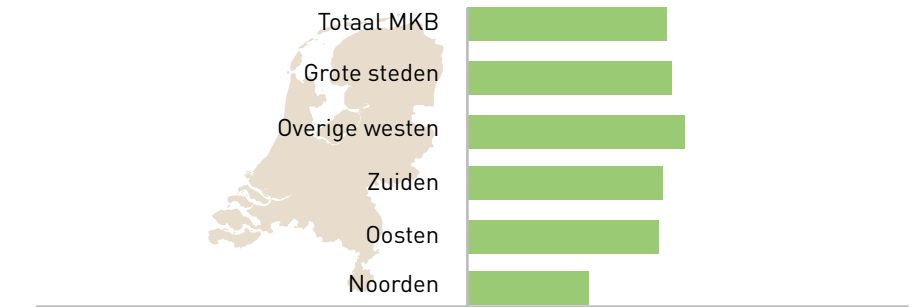 Totaal MKB
Grote steden
Overige westen
Zuiden
Oosten
Noorden